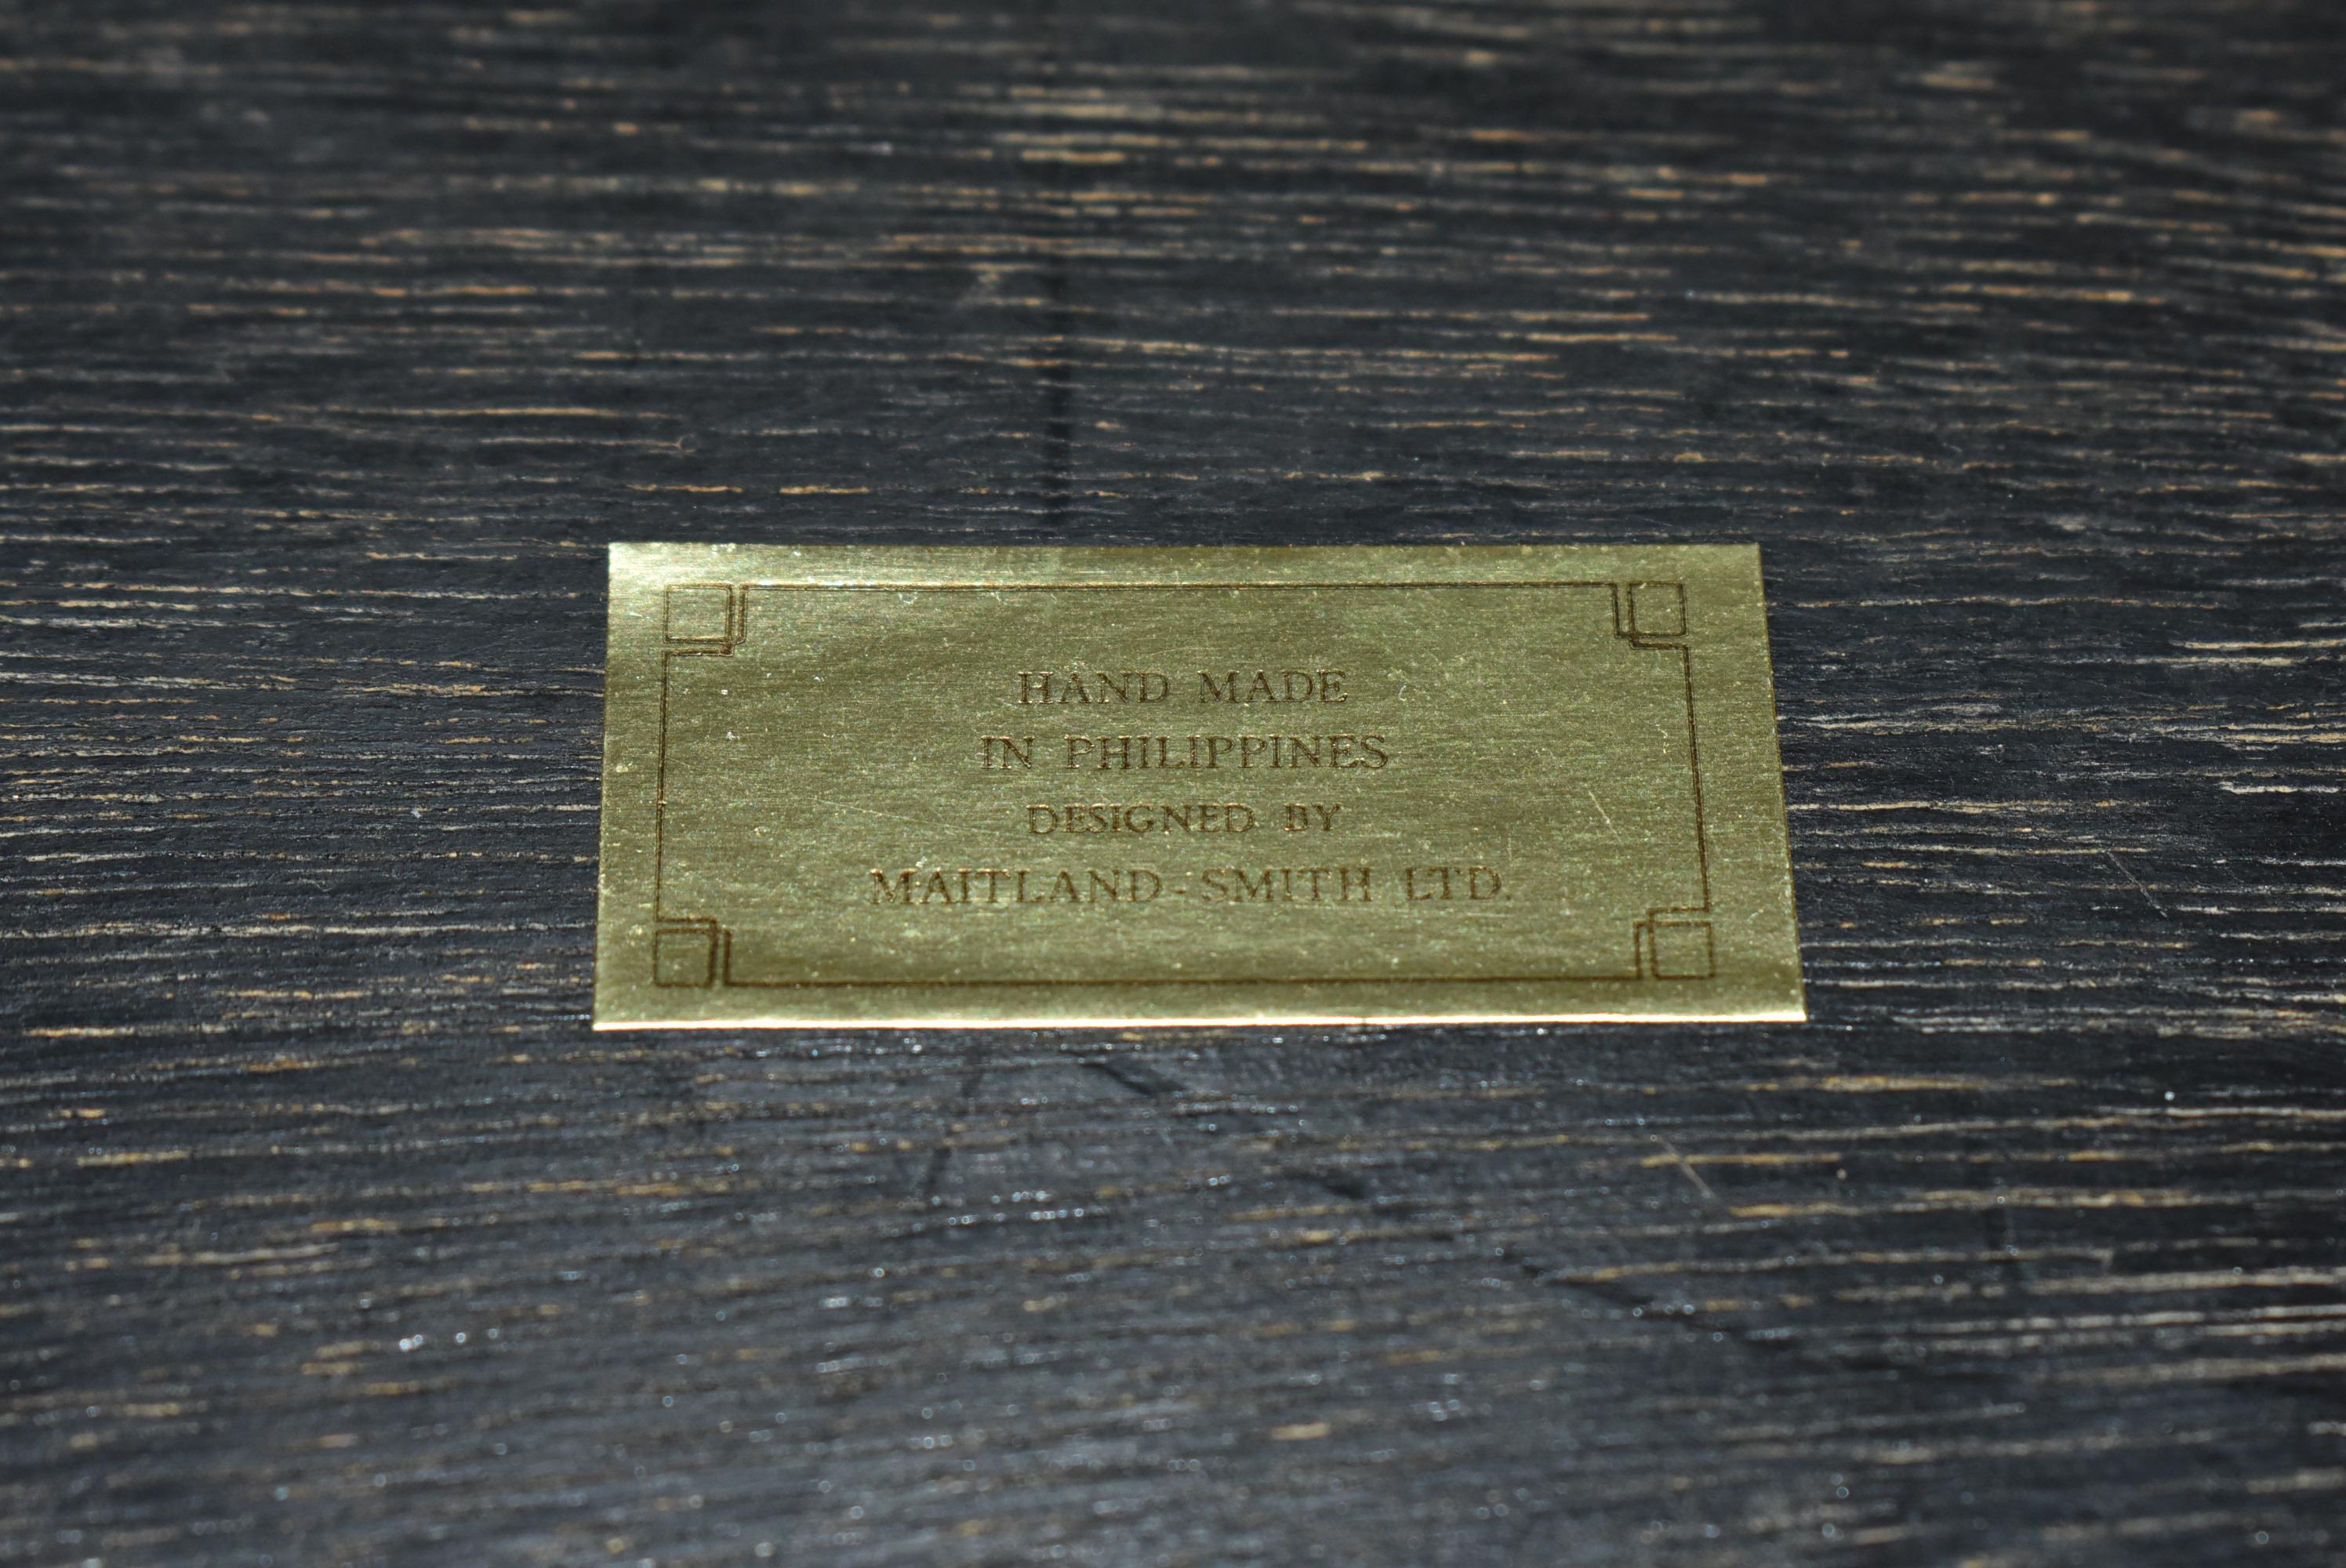 HAND MADE
IN PHILIPPINES
DESIGNED BY
MAITLAND-SMITH LTD.